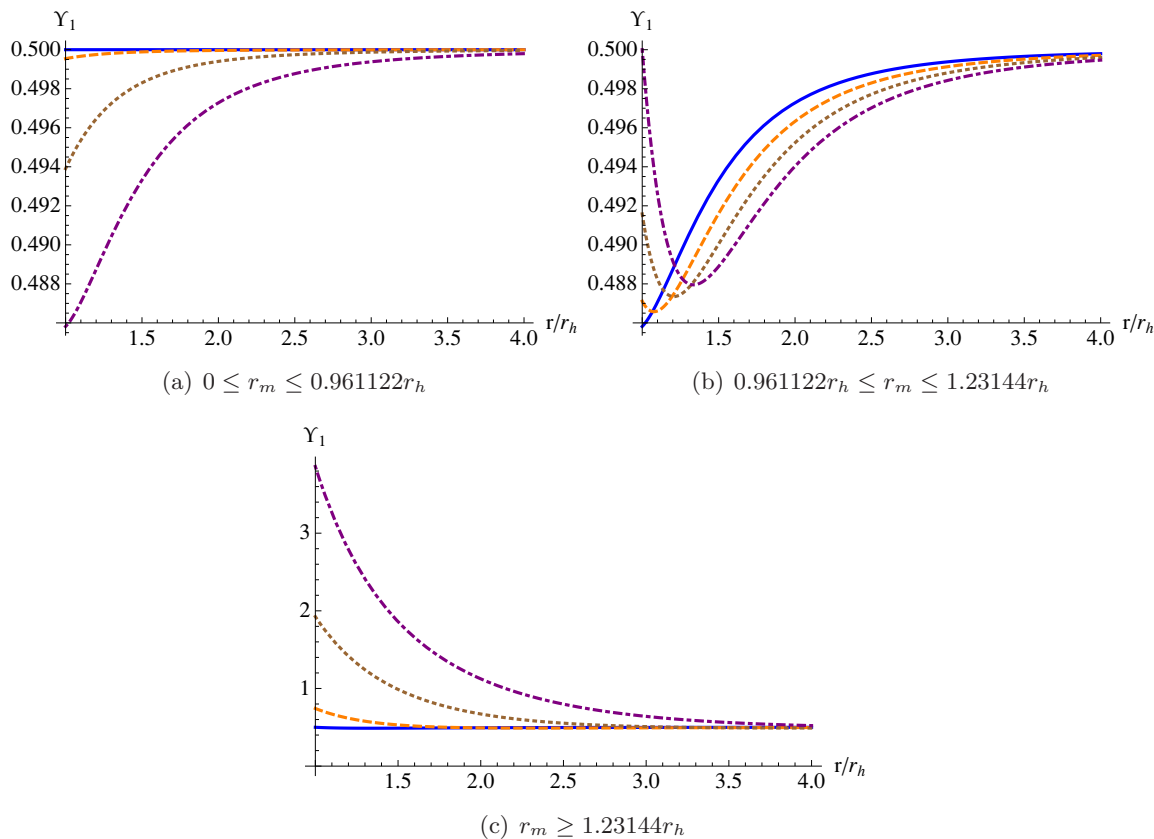 Υ₁
0.500
0.498
0.496
0.494
0.492
0.490
0.488
1.5 2.0 2.5 3.0 3.5 4.0
r/rₕ
(a) 0 ≤ rₘ ≤ 0.961122rₕ
Υ₁
0.500
0.498
0.496
0.494
0.492
0.490
0.488
1.5 2.0 2.5 3.0 3.5 4.0
r/rₕ
(b) 0.961122rₕ ≤ rₘ ≤ 1.23144rₕ
Υ₁
3
2
1
1.5 2.0 2.5 3.0 3.5 4.0
r/rₕ
(c) rₘ ≥ 1.23144rₕ